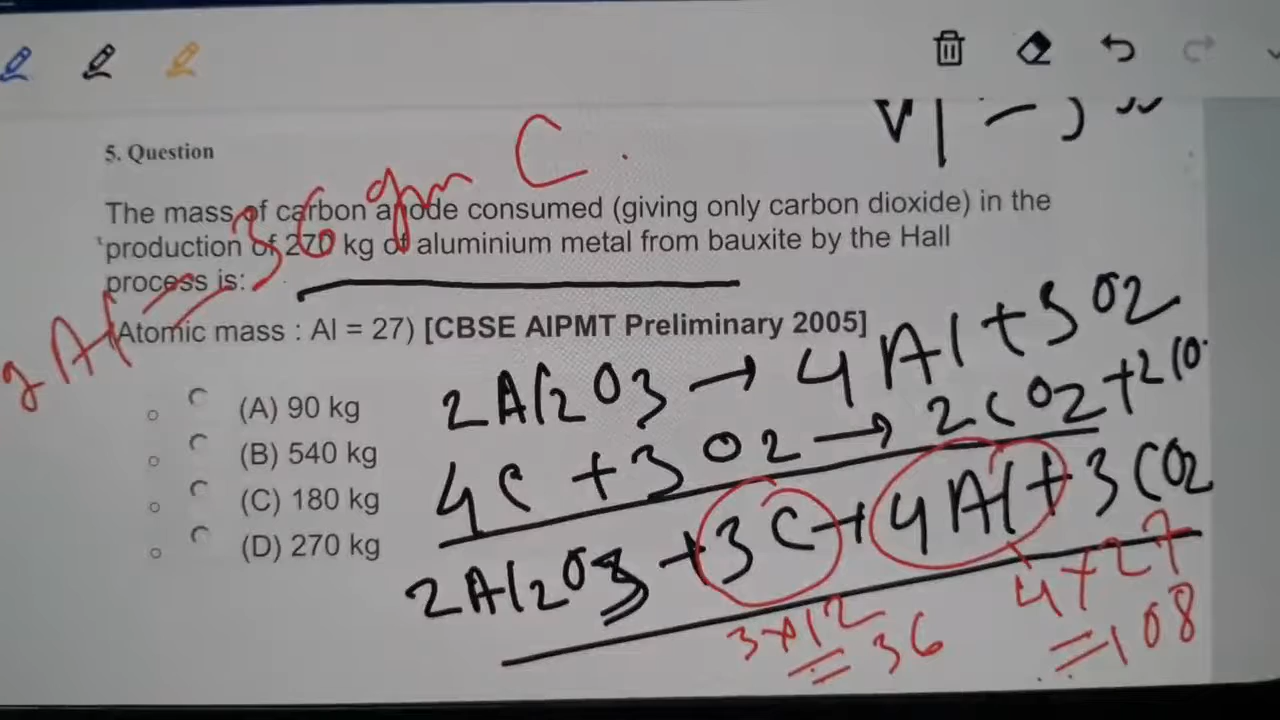 5. Question
36 gm C.
The mass of carbon anode consumed (giving only carbon dioxide) in the
production of 270 kg of aluminium metal from bauxite by the Hall
process is:
g Al
(Atomic mass : Al = 27) [CBSE AIPMT Preliminary 2005]
2Al2O3 → 4Al + 3O2
(A) 90 kg
4C + 3O2 → 2CO2 + 2CO
(B) 540 kg
(C) 180 kg
(D) 270 kg
2Al2O3 + 3C → 4Al + 3CO2
3×12
= 36
4×27
= 108